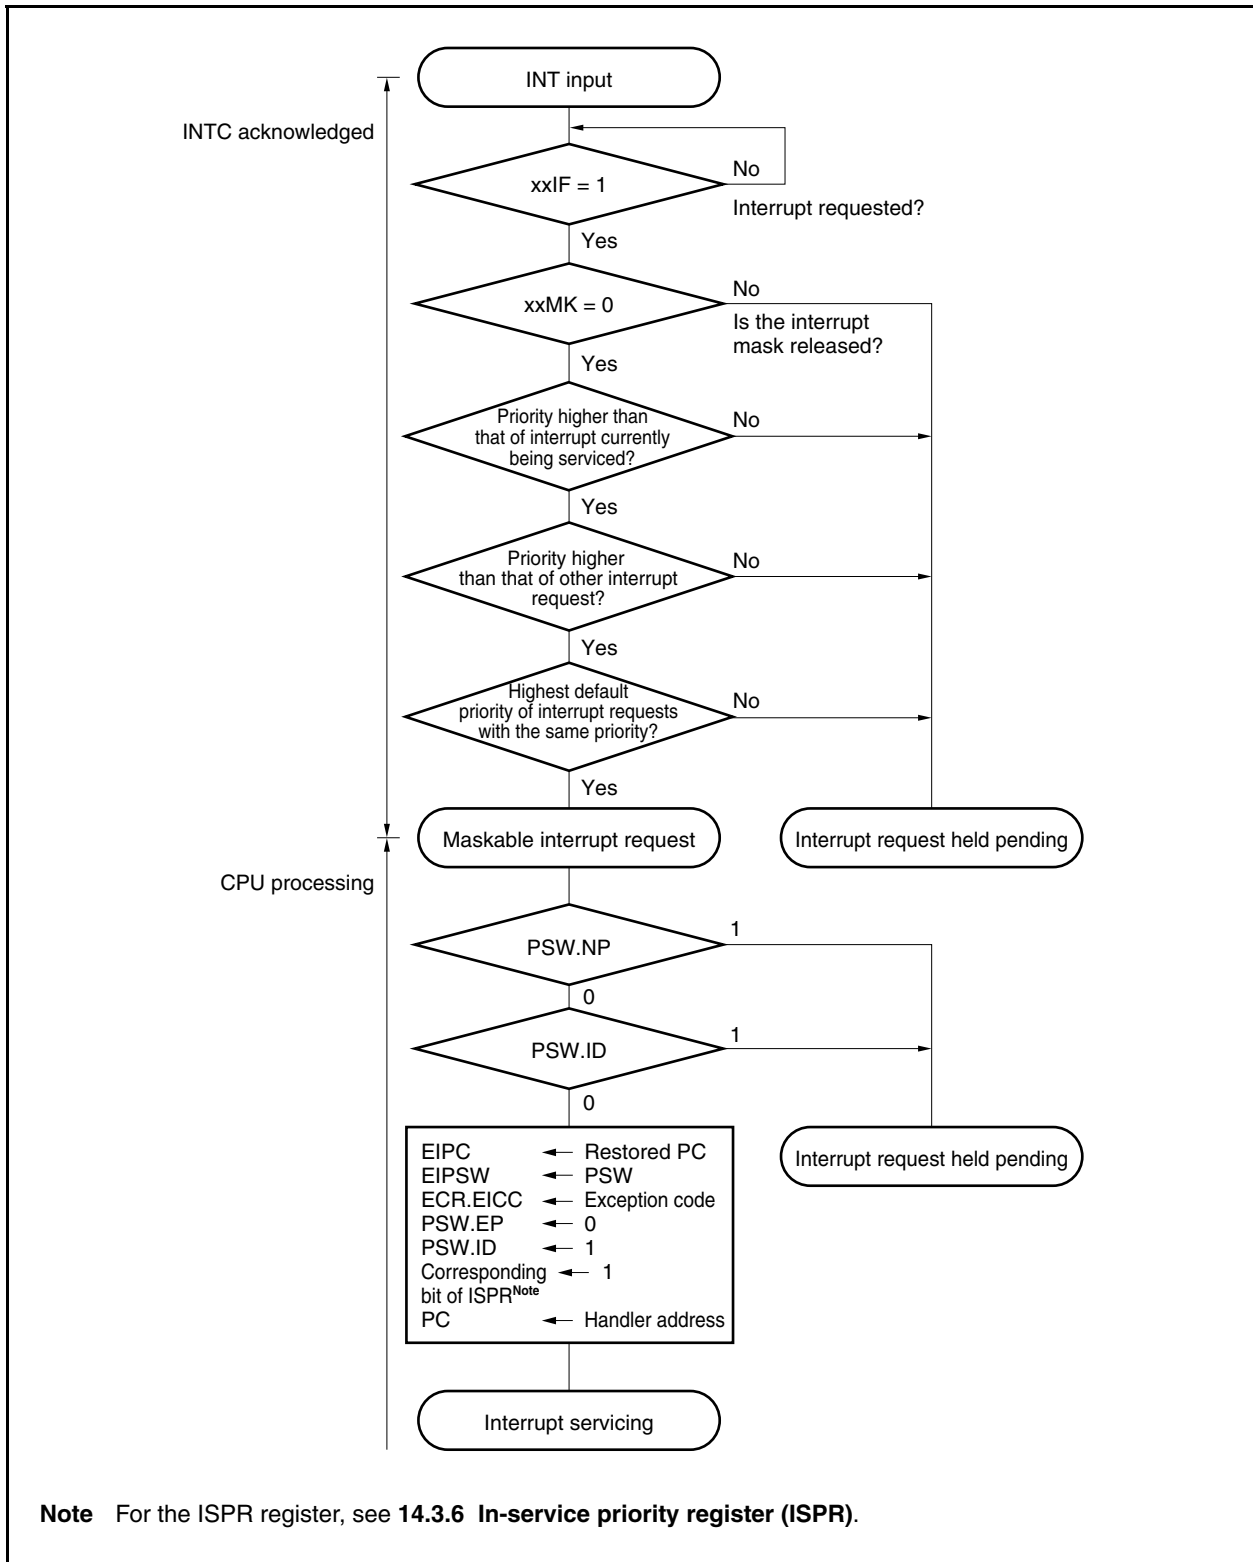 INT input
INTC acknowledged
xxIF = 1
No
Interrupt requested?
Yes
xxMK = 0
No
Is the interrupt
mask released?
Yes
Priority higher than
that of interrupt currently
being serviced?
No
Yes
Priority higher
than that of other interrupt
request?
No
Yes
Highest default
priority of interrupt requests
with the same priority?
No
Yes
Maskable interrupt request
Interrupt request held pending
CPU processing
PSW.NP
1
0
PSW.ID
1
0
EIPC ← Restored PC
EIPSW ← PSW
ECR.EICC ← Exception code
PSW.EP ← 0
PSW.ID ← 1
Corresponding ← 1
bit of ISPRNote
PC ← Handler address
Interrupt request held pending
Interrupt servicing
Note For the ISPR register, see 14.3.6 In-service priority register (ISPR).